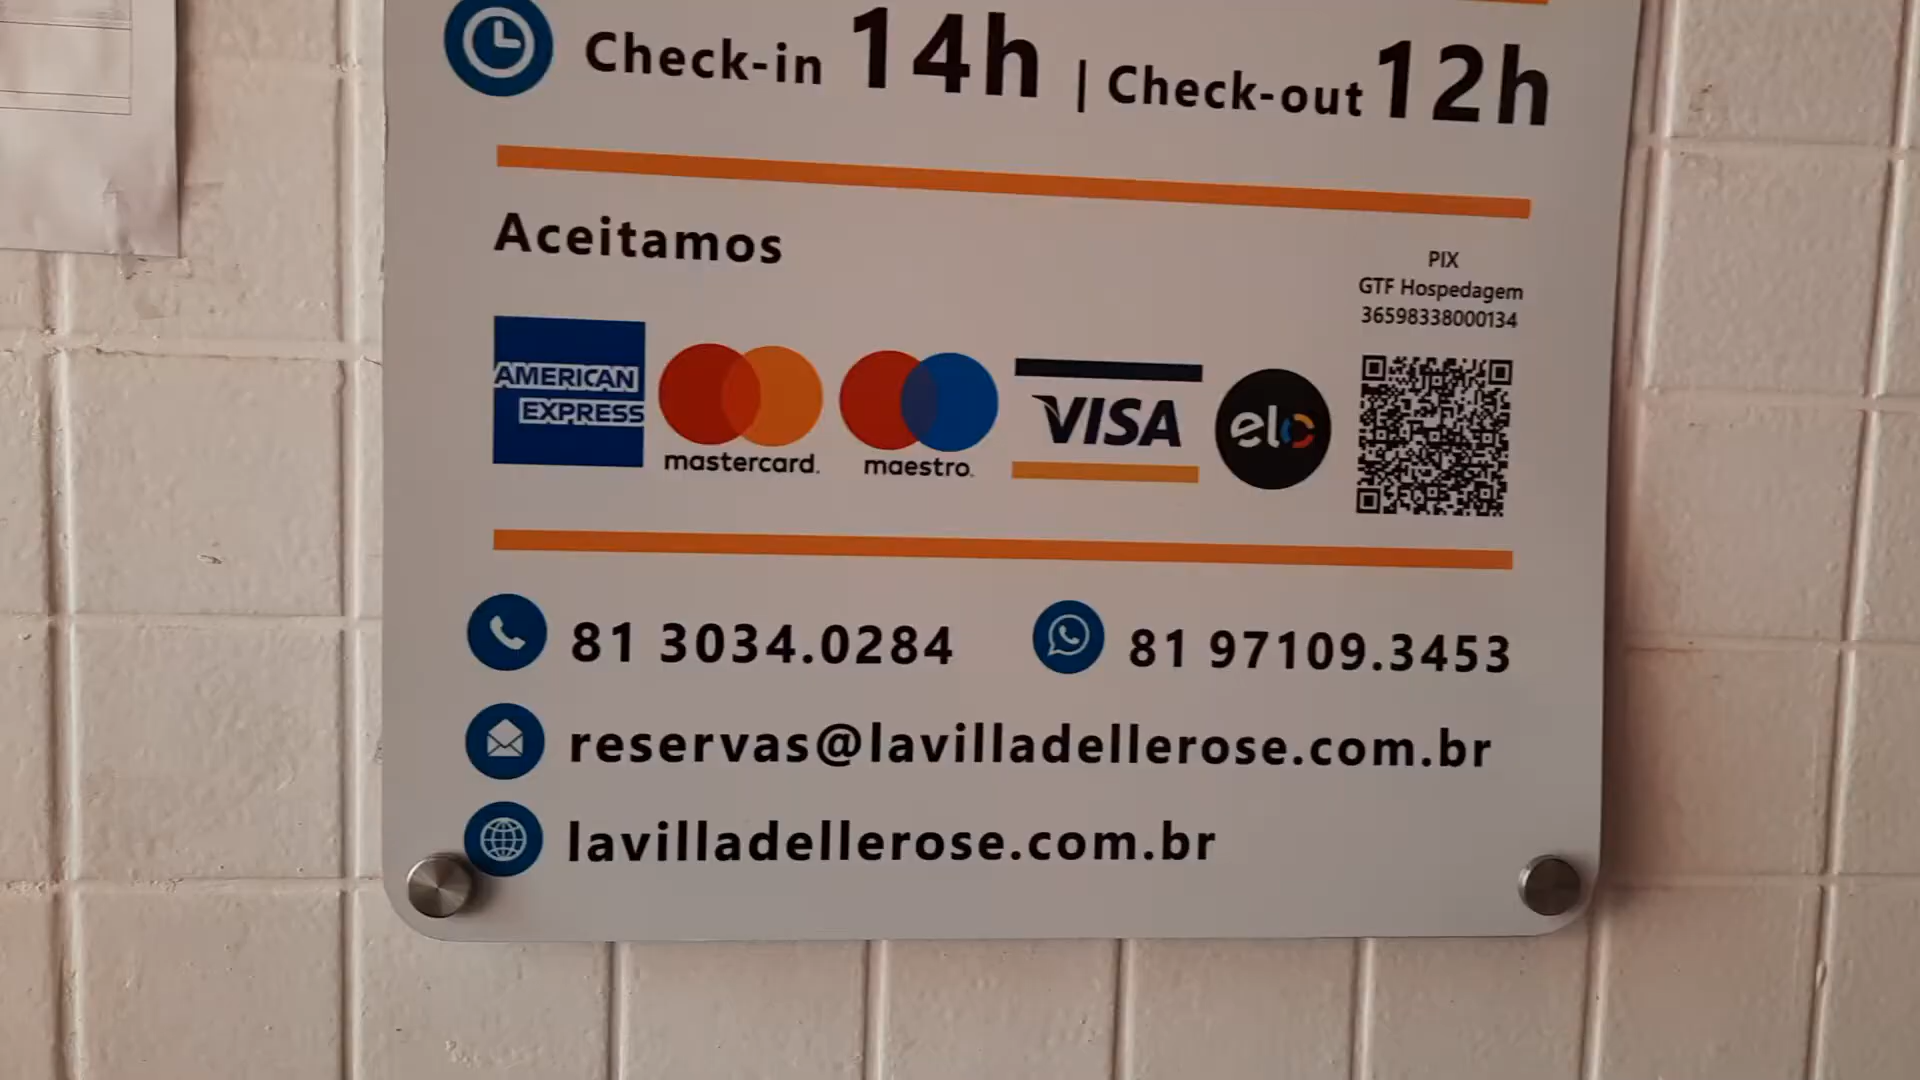 Check-in 14h | Check-out 12h
Aceitamos
PIX
GTF Hospedagem
36598338000134
AMERICAN
EXPRESS
mastercard.
maestro.
VISA
elo
81 3034.0284
81 97109.3453
reservas@lavilladellerose.com.br
lavilladellerose.com.br